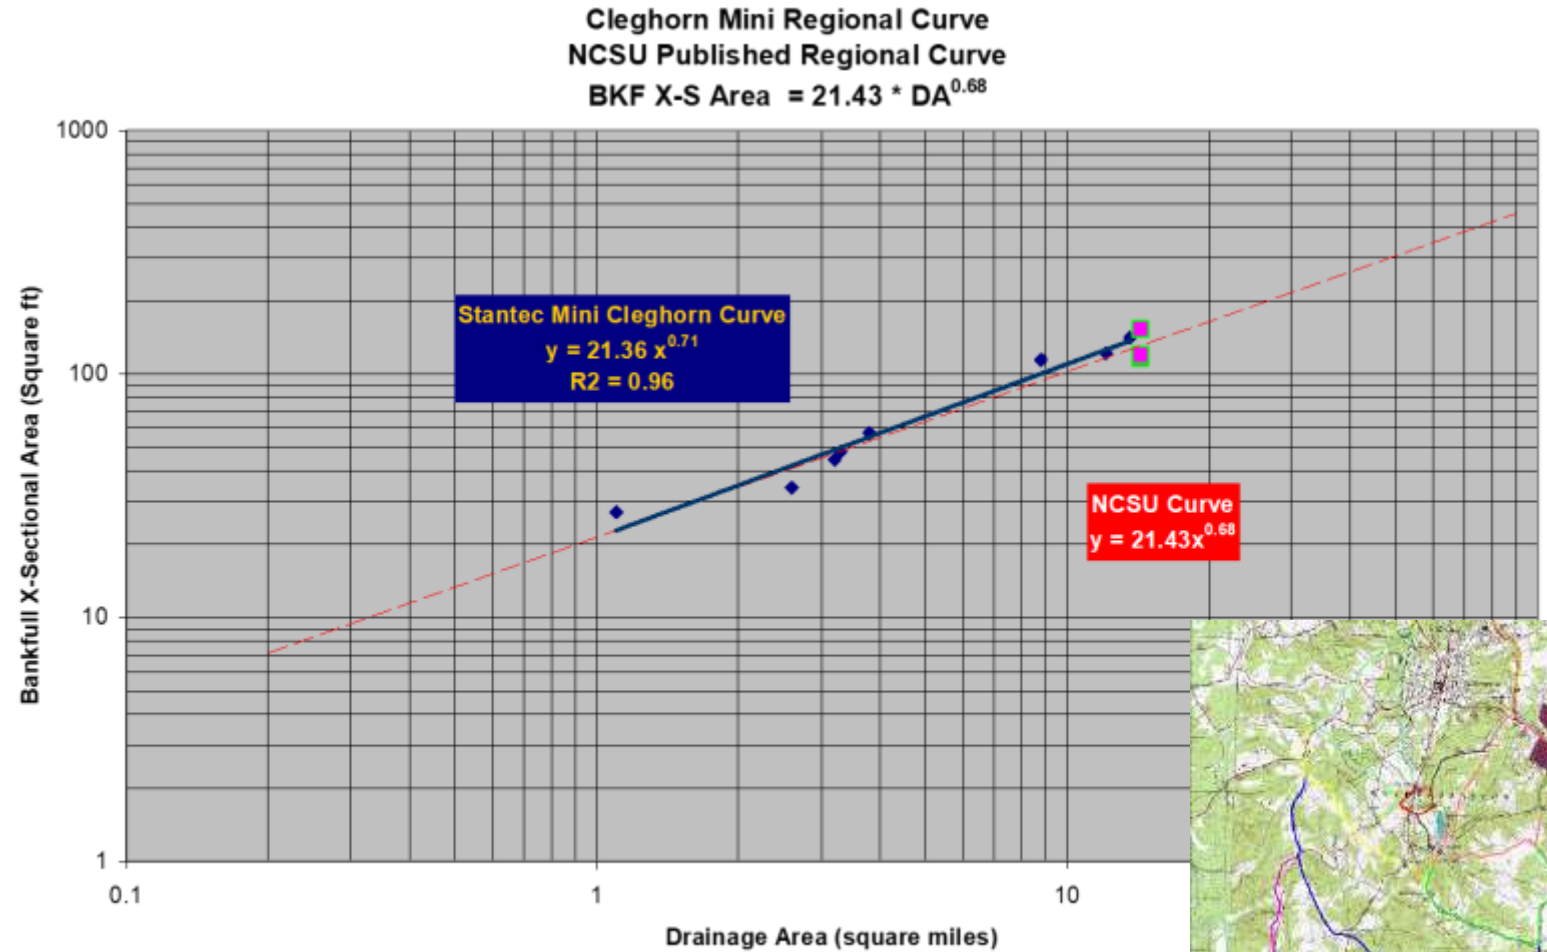 Cleghorn Mini Regional Curve
NCSU Published Regional Curve
BKF X-S Area = 21.43 * DA^0.68
1000
100
10
1
0.1
1
10
Bankfull X-Sectional Area (Square ft)
Drainage Area (square miles)
Stantec Mini Cleghorn Curve
y = 21.36 x^0.71
R2 = 0.96
NCSU Curve
y = 21.43x^0.68